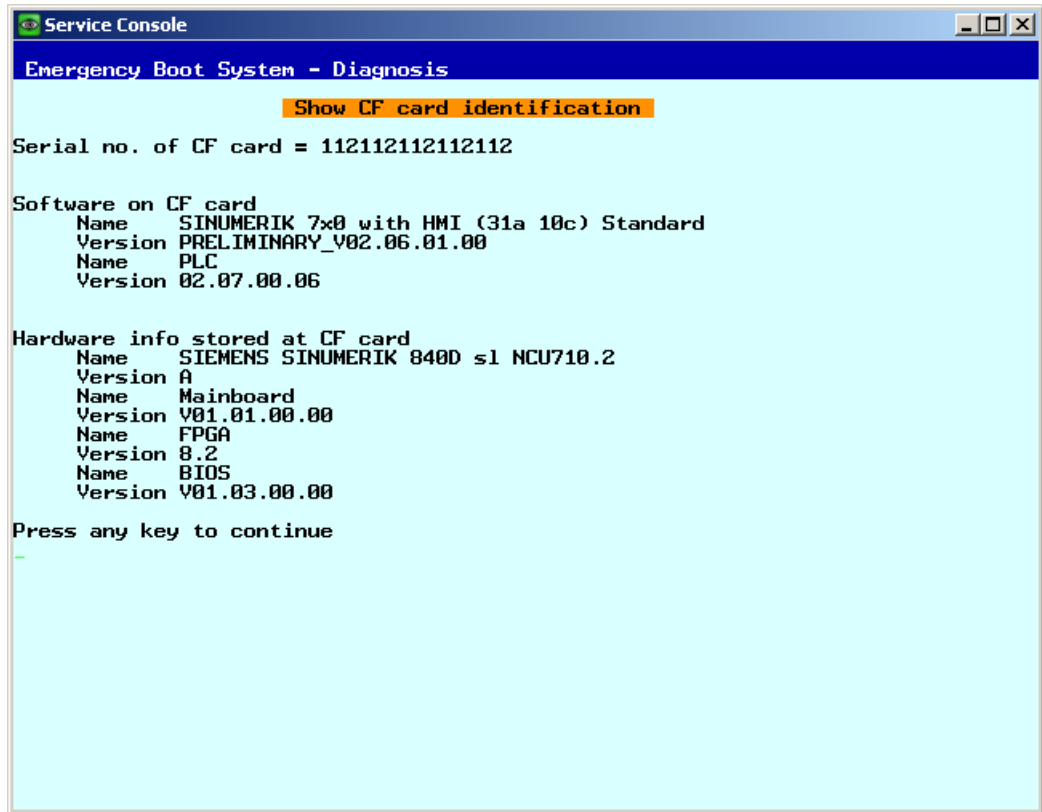 Service Console
Emergency Boot System - Diagnosis
Show CF card identification
Serial no. of CF card = 112112112112112
Software on CF card
Name SINUMERIK 7x0 with HMI (31a 10c) Standard
Version PRELIMINARY_V02.06.01.00
Name PLC
Version 02.07.00.06
Hardware info stored at CF card
Name SIEMENS SINUMERIK 840D sl NCU710.2
Version A
Name Mainboard
Version V01.01.00.00
Name FPGA
Version 8.2
Name BIOS
Version V01.03.00.00
Press any key to continue
_